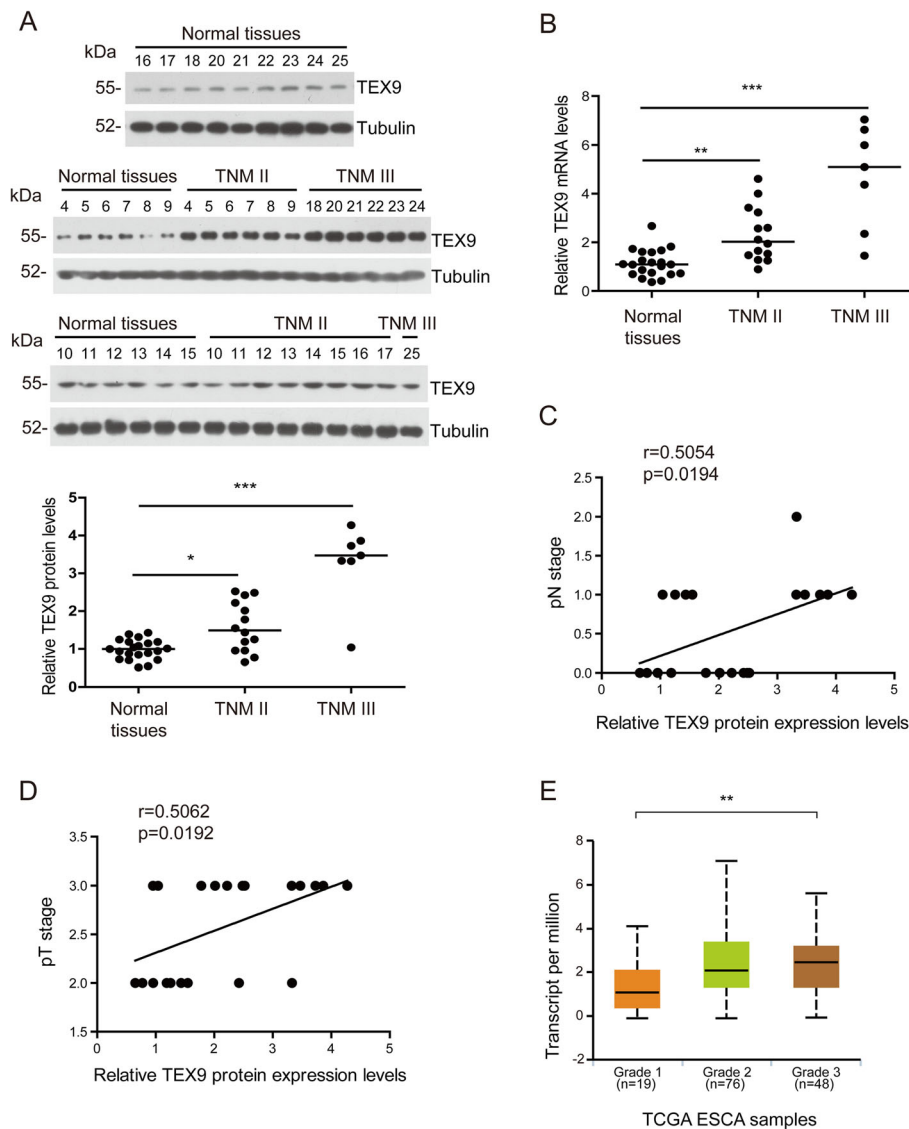 A
Normal tissues
kDa
16 17 18 20 21 22 23 24 25
55-
TEX9
52-
Tubulin
kDa
Normal tissues TNM II TNM III
4 5 6 7 8 9 4 5 6 7 8 9 18 20 21 22 23 24
55-
TEX9
52-
Tubulin
kDa
Normal tissues TNM II TNM III
10 11 12 13 14 15 10 11 12 13 14 15 16 17 25
55-
TEX9
52-
Tubulin
Relative TEX9 protein levels
5
4
3
2
1
0
***
*
Normal tissues
TNM II
TNM III
B
Relative TEX9 mRNA levels
8
6
4
2
0
***
**
Normal tissues
TNM II
TNM III
C
r=0.5054
p=0.0194
pN stage
2.5
2.0
1.5
1.0
0.5
0.0
0 1 2 3 4 5
Relative TEX9 protein expression levels
D
r=0.5062
p=0.0192
pT stage
3.5
3.0
2.5
2.0
1.5
0 1 2 3 4 5
Relative TEX9 protein expression levels
E
**
Transcript per million
8
6
4
2
0
-2
Grade 1 Grade 2 Grade 3
(n=19) (n=76) (n=48)
TCGA ESCA samples